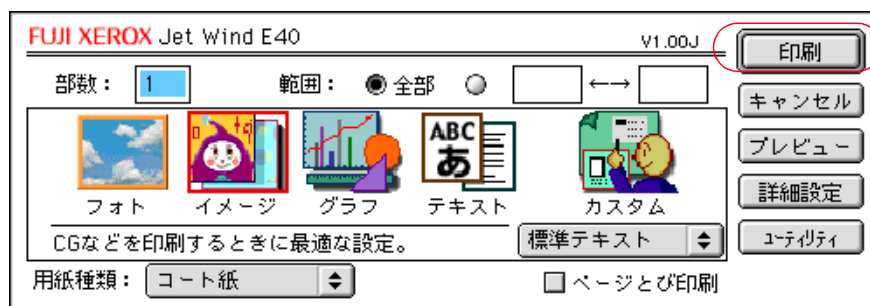 FUJI XEROX Jet Wind E40
V1.00J
印刷
部数： 1 範囲： 全部 ←→
キャンセル
プレビュー
ABC
あ
フォト イメージ グラフ テキスト カスタム
詳細設定
CGなどを印刷するときに最適な設定。
標準テキスト
ユーティリティ
用紙種類： コート紙
ページとび印刷